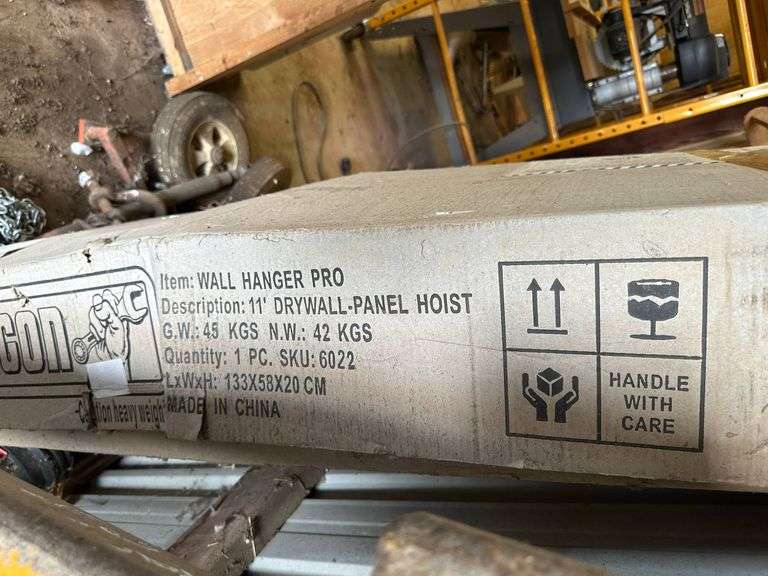 Item: WALL HANGER PRO
Description: 11' DRYWALL-PANEL HOIST
G.W.: 45 KGS N.W.: 42 KGS
Quantity: 1 PC. SKU: 6022
LxWxH: 133X58X20 CM
MADE IN CHINA
HANDLE
WITH
CARE